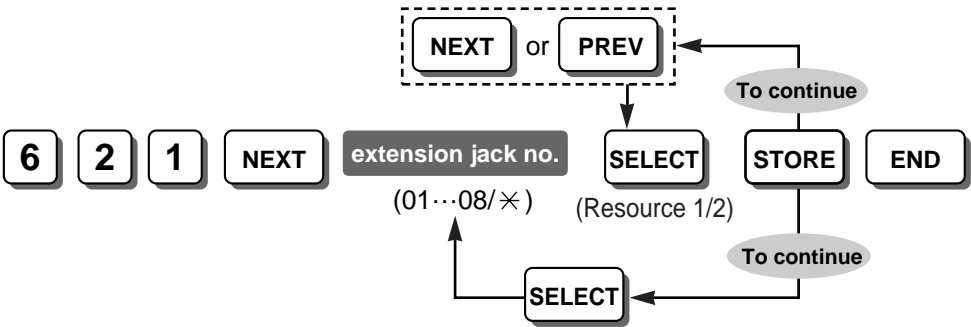 NEXT or PREV
To continue
6 2 1 NEXT extension jack no. SELECT STORE END
(01···08/✳) (Resource 1/2)
To continue
SELECT